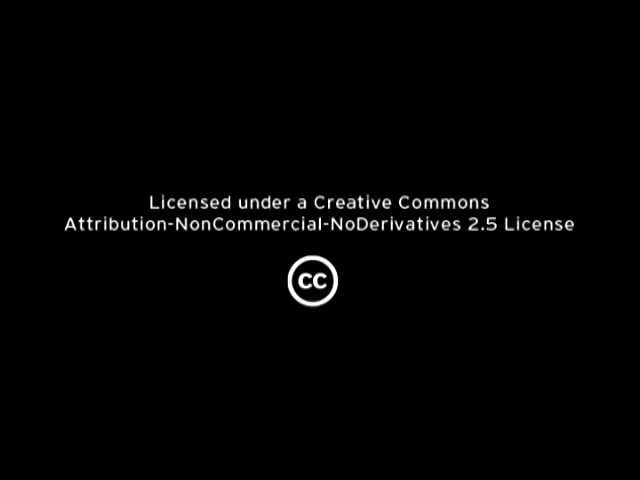 Licensed under a Creative Commons
Attribution-NonCommercial-NoDerivatives 2.5 License
cc